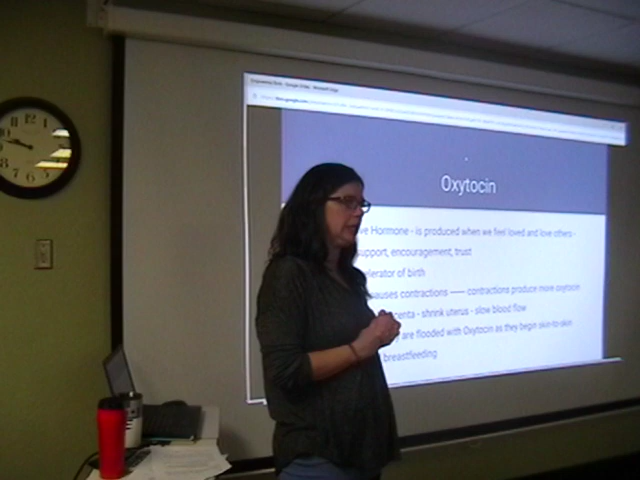 Oxytocin
ve Hormone - is produced when we feel loved and love others -
support, encouragement, trust
elerator of birth
auses contractions —— contractions produce more oxytocin
centa - shrink uterus - slow blood flow
y are flooded with Oxytocin as they begin skin-to-skin
breastfeeding